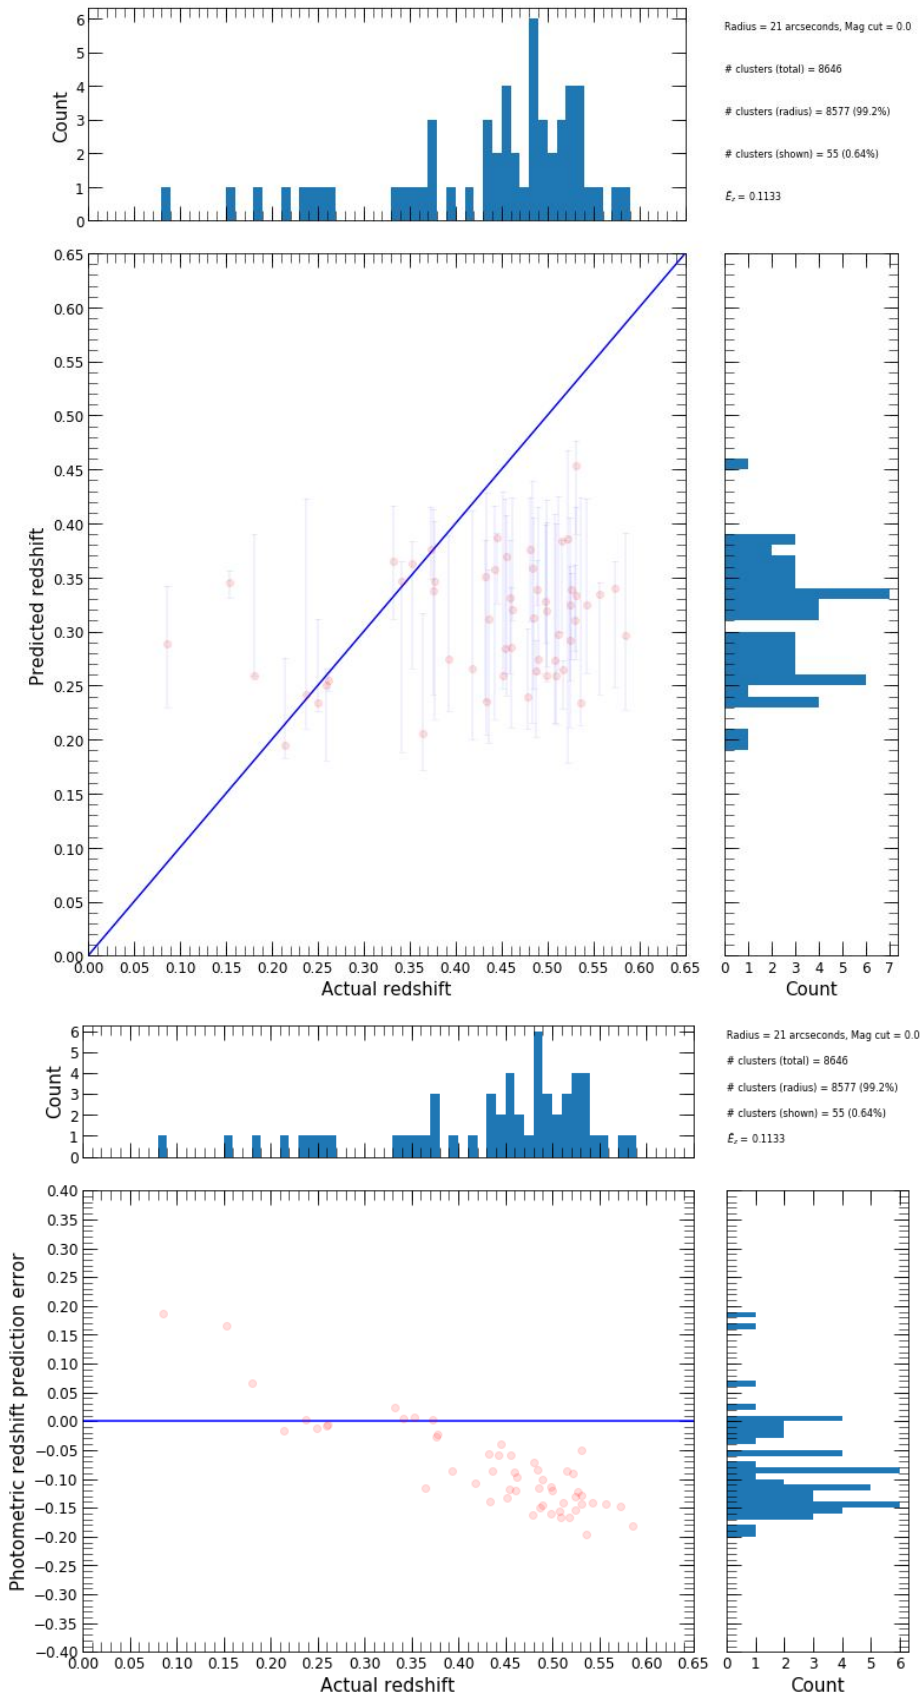 6
5
4
3
2
1
0
Count
Radius = 21 arcseconds, Mag cut = 0.0
# clusters (total) = 8646
# clusters (radius) = 8577 (99.2%)
# clusters (shown) = 55 (0.64%)
Ē_z = 0.1133
0.65
0.60
0.55
0.50
0.45
0.40
0.35
0.30
0.25
0.20
0.15
0.10
0.05
0.00
Predicted redshift
0.00 0.05 0.10 0.15 0.20 0.25 0.30 0.35 0.40 0.45 0.50 0.55 0.60 0.65
Actual redshift
0 1 2 3 4 5 6 7
Count
6
5
4
3
2
1
0
Count
Radius = 21 arcseconds, Mag cut = 0.0
# clusters (total) = 8646
# clusters (radius) = 8577 (99.2%)
# clusters (shown) = 55 (0.64%)
Ē_z = 0.1133
0.40
0.35
0.30
0.25
0.20
0.15
0.10
0.05
0.00
−0.05
−0.10
−0.15
−0.20
−0.25
−0.30
−0.35
−0.40
Photometric redshift prediction error
0.00 0.05 0.10 0.15 0.20 0.25 0.30 0.35 0.40 0.45 0.50 0.55 0.60 0.65
Actual redshift
0 1 2 3 4 5 6
Count